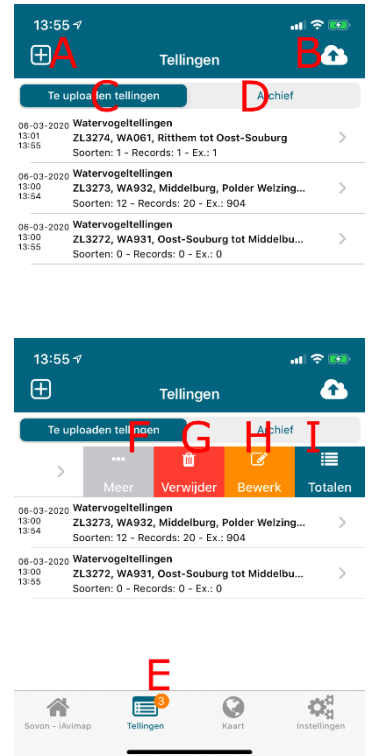 13:55
A
B
Tellingen
Te uploaden tellingen
C
Archief
D
06-03-2020
13:01
13:55
Watervogeltellingen
ZL3274, WA061, Ritthem tot Oost-Souburg
Soorten: 1 - Records: 1 - Ex.: 1
06-03-2020
13:00
13:54
Watervogeltellingen
ZL3273, WA932, Middelburg, Polder Welzing...
Soorten: 12 - Records: 20 - Ex.: 904
06-03-2020
13:00
13:55
Watervogeltellingen
ZL3272, WA931, Oost-Souburg tot Middelbu...
Soorten: 0 - Records: 0 - Ex.: 0
13:55
Tellingen
Te uploaden tellingen
Archief
F
G
H
I
Meer
Verwijder
Bewerk
Totalen
06-03-2020
13:00
13:54
Watervogeltellingen
ZL3273, WA932, Middelburg, Polder Welzing...
Soorten: 12 - Records: 20 - Ex.: 904
06-03-2020
13:00
13:55
Watervogeltellingen
ZL3272, WA931, Oost-Souburg tot Middelbu...
Soorten: 0 - Records: 0 - Ex.: 0
E
3
Sovon - iAvimap
Tellingen
Kaart
Instellingen